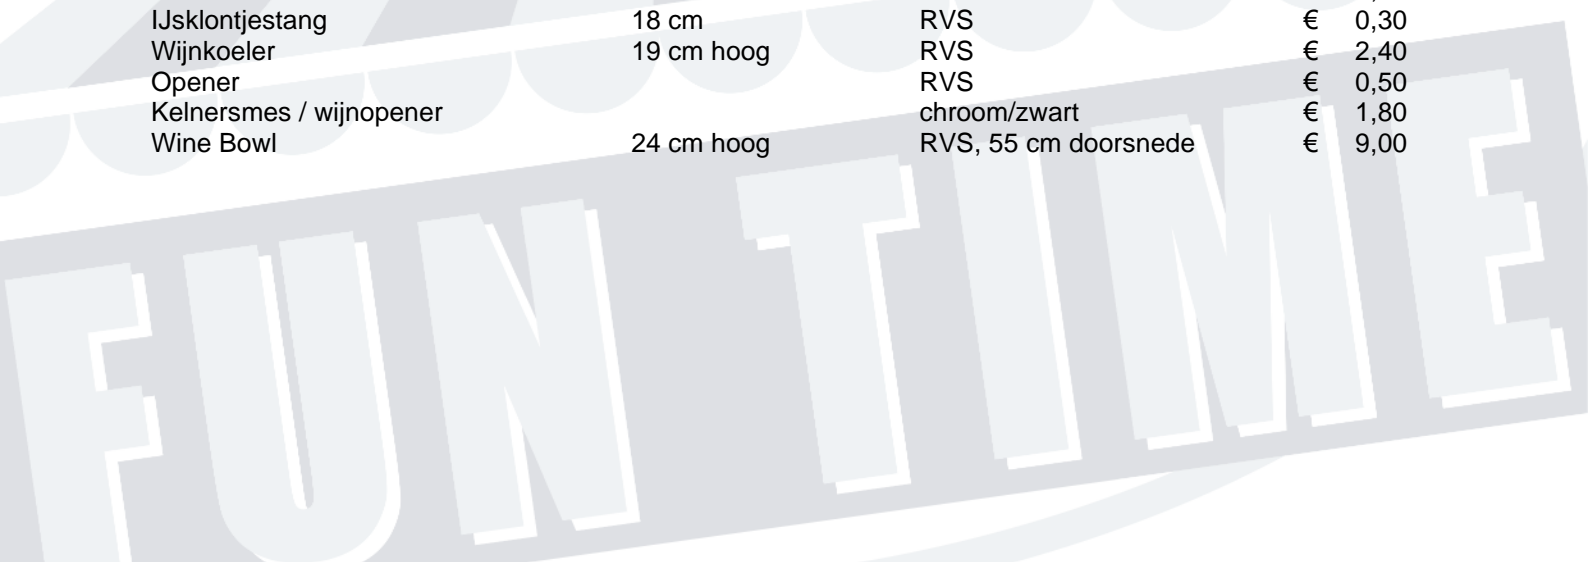 IJsklontjestang 18 cm RVS € 0,30
Wijnkoeler 19 cm hoog RVS € 2,40
Opener RVS € 0,50
Kelnersmes / wijnopener chroom/zwart € 1,80
Wine Bowl 24 cm hoog RVS, 55 cm doorsnede € 9,00
FUN TIME